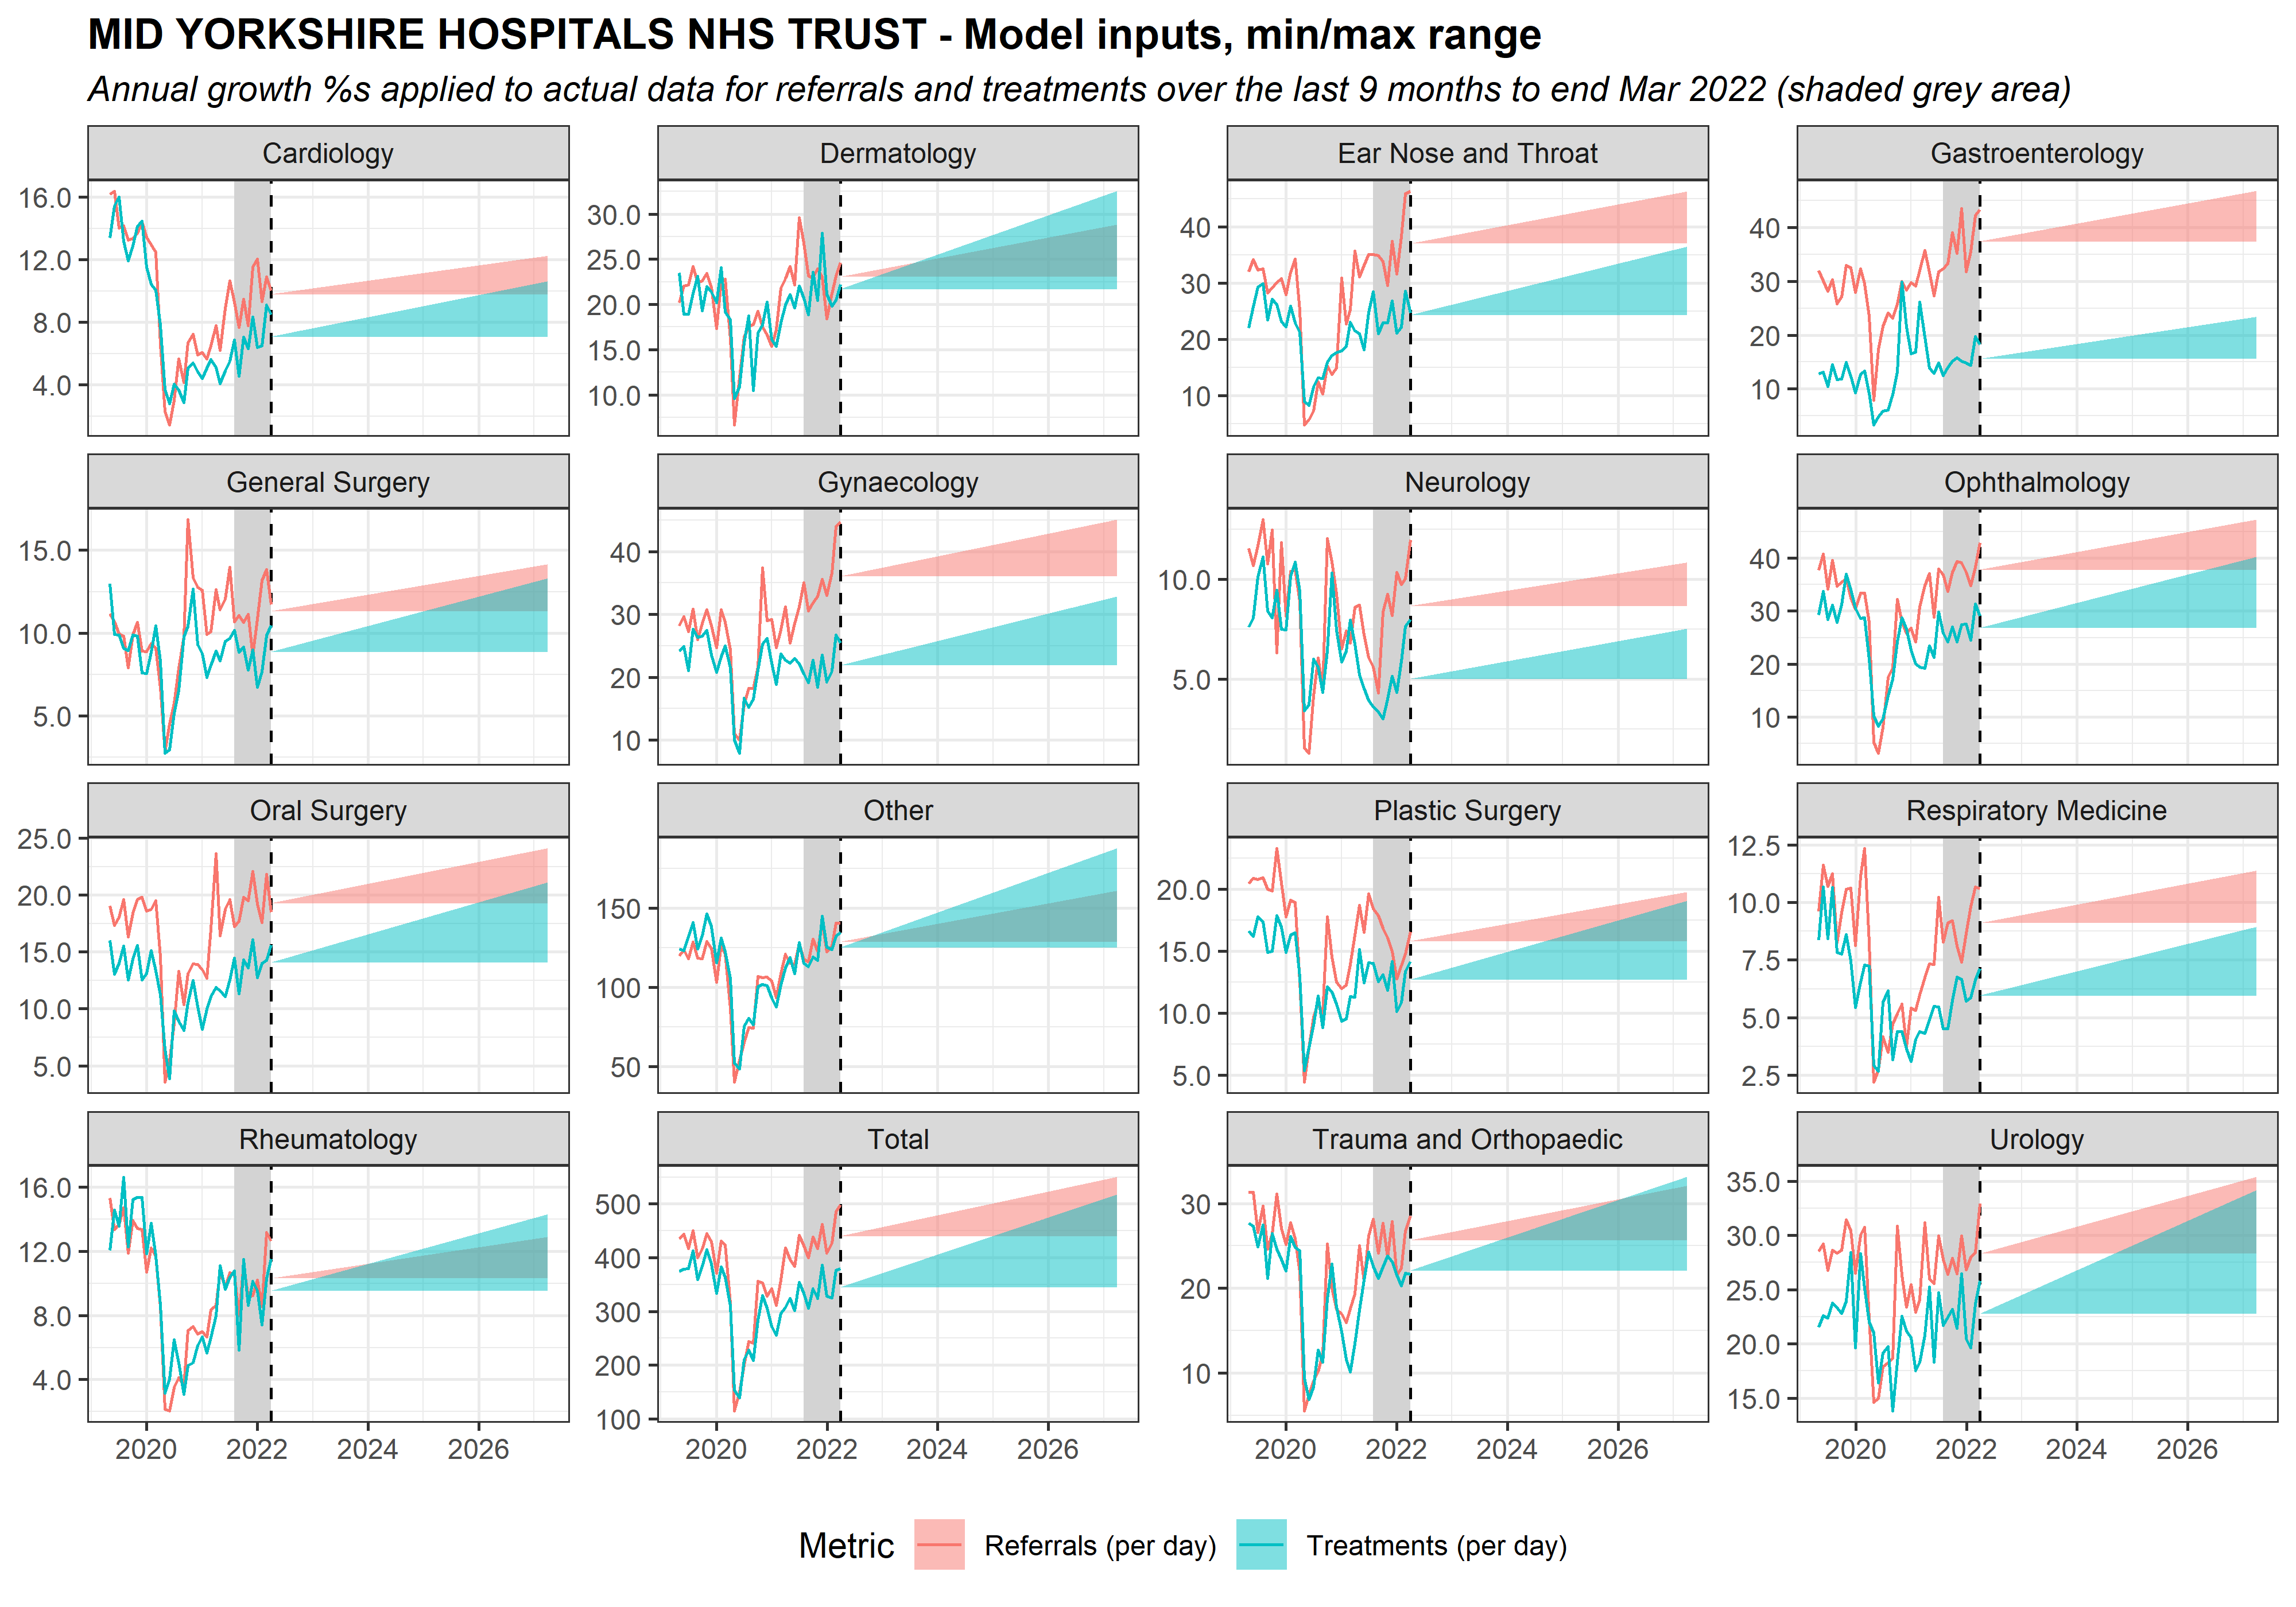 MID YORKSHIRE HOSPITALS NHS TRUST - Model inputs, min/max range
Annual growth %s applied to actual data for referrals and treatments over the last 9 months to end Mar 2022 (shaded grey area)
Cardiology
16.0
12.0
8.0
4.0
Dermatology
30.0
25.0
20.0
15.0
10.0
Ear Nose and Throat
40
30
20
10
Gastroenterology
40
30
20
10
General Surgery
15.0
10.0
5.0
Gynaecology
40
30
20
10
Neurology
10.0
5.0
Ophthalmology
40
30
20
10
Oral Surgery
25.0
20.0
15.0
10.0
5.0
Other
150
100
50
Plastic Surgery
20.0
15.0
10.0
5.0
Respiratory Medicine
12.5
10.0
7.5
5.0
2.5
Rheumatology
16.0
12.0
8.0
4.0
2020 2022 2024 2026
Total
500
400
300
200
100
2020 2022 2024 2026
Trauma and Orthopaedic
30
20
10
2020 2022 2024 2026
Urology
35.0
30.0
25.0
20.0
15.0
2020 2022 2024 2026
Metric Referrals (per day) Treatments (per day)